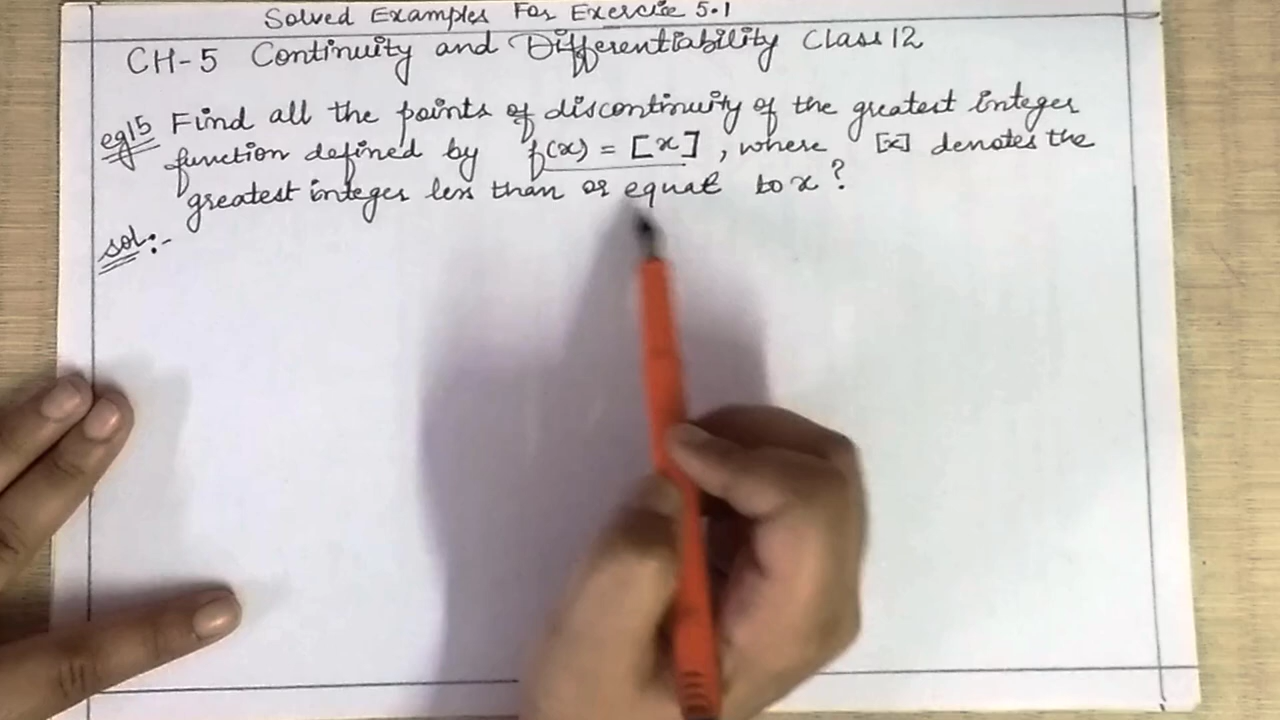 Solved Examples For Exercise 5.1
CH-5 Continuity and Differentiability Class 12
eg15 Find all the points of discontinuity of the greatest integer
function defined by f(x) = [x], where [x] denotes the
greatest integer less than or equal to x?
sol:-